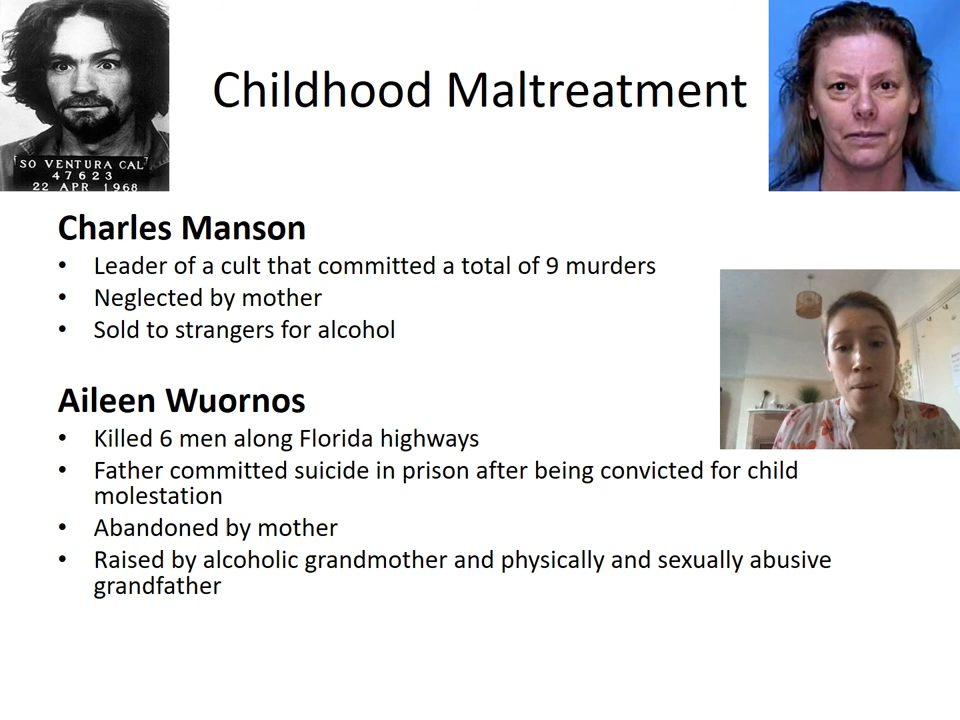 SO VENTURA CAL
47623
22 APR 1968
Childhood Maltreatment
Charles Manson
• Leader of a cult that committed a total of 9 murders
• Neglected by mother
• Sold to strangers for alcohol
Aileen Wuornos
• Killed 6 men along Florida highways
• Father committed suicide in prison after being convicted for child
molestation
• Abandoned by mother
• Raised by alcoholic grandmother and physically and sexually abusive
grandfather